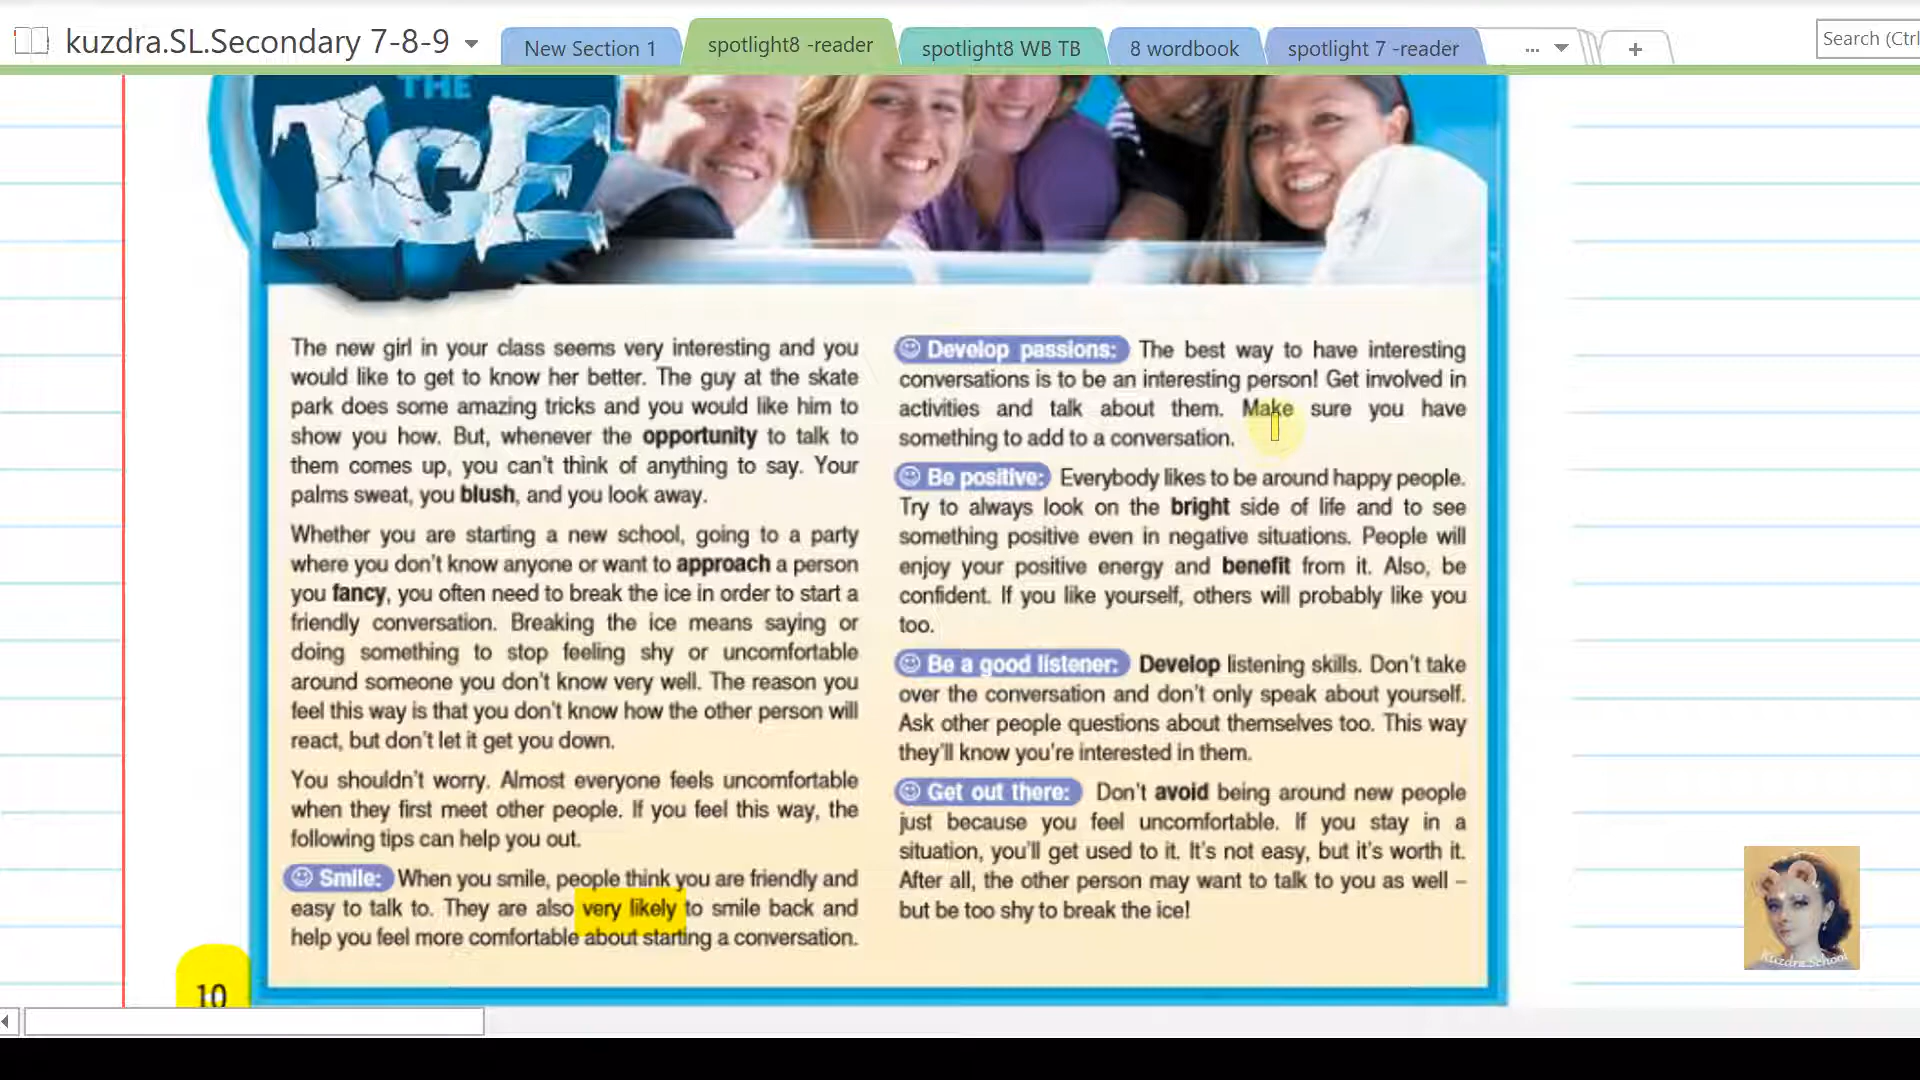 kuzdra.SL.Secondary 7-8-9
New Section 1
spotlight8 -reader
spotlight8 WB TB
8 wordbook
spotlight 7 -reader
...
+
Search (Ctrl
THE
ICE
The new girl in your class seems very interesting and you
would like to get to know her better. The guy at the skate
park does some amazing tricks and you would like him to
show you how. But, whenever the opportunity to talk to
them comes up, you can't think of anything to say. Your
palms sweat, you blush, and you look away.
Whether you are starting a new school, going to a party
where you don't know anyone or want to approach a person
you fancy, you often need to break the ice in order to start a
friendly conversation. Breaking the ice means saying or
doing something to stop feeling shy or uncomfortable
around someone you don't know very well. The reason you
feel this way is that you don't know how the other person will
react, but don't let it get you down.
You shouldn't worry. Almost everyone feels uncomfortable
when they first meet other people. If you feel this way, the
following tips can help you out.
Smile: When you smile, people think you are friendly and
easy to talk to. They are also very likely to smile back and
help you feel more comfortable about starting a conversation.
Develop passions: The best way to have interesting
conversations is to be an interesting person! Get involved in
activities and talk about them. Make sure you have
something to add to a conversation.
Be positive: Everybody likes to be around happy people.
Try to always look on the bright side of life and to see
something positive even in negative situations. People will
enjoy your positive energy and benefit from it. Also, be
confident. If you like yourself, others will probably like you
too.
Be a good listener: Develop listening skills. Don't take
over the conversation and don't only speak about yourself.
Ask other people questions about themselves too. This way
they'll know you're interested in them.
Get out there: Don't avoid being around new people
just because you feel uncomfortable. If you stay in a
situation, you'll get used to it. It's not easy, but it's worth it.
After all, the other person may want to talk to you as well –
but be too shy to break the ice!
10
Kuzdra.School